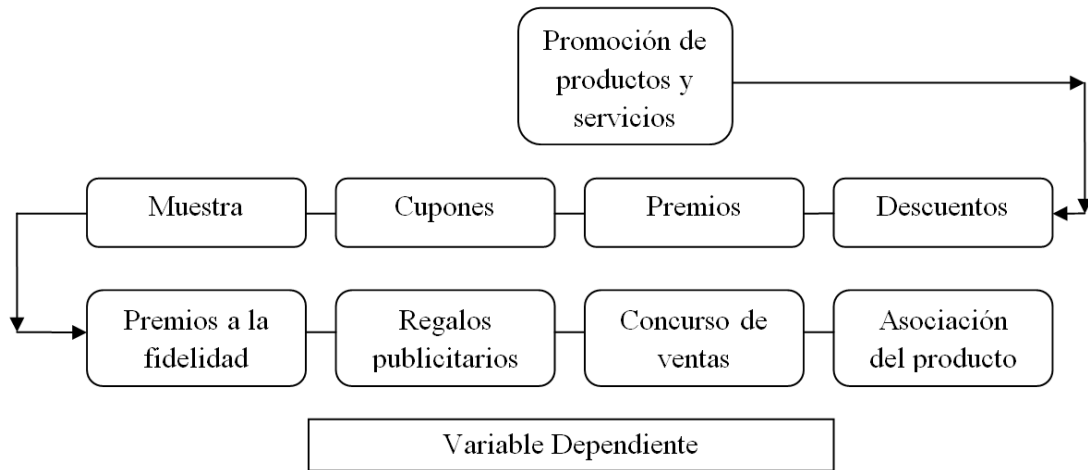 Promoción de
productos y
servicios
Muestra
Cupones
Premios
Descuentos
Premios a la
fidelidad
Regalos
publicitarios
Concurso de
ventas
Asociación
del producto
Variable Dependiente